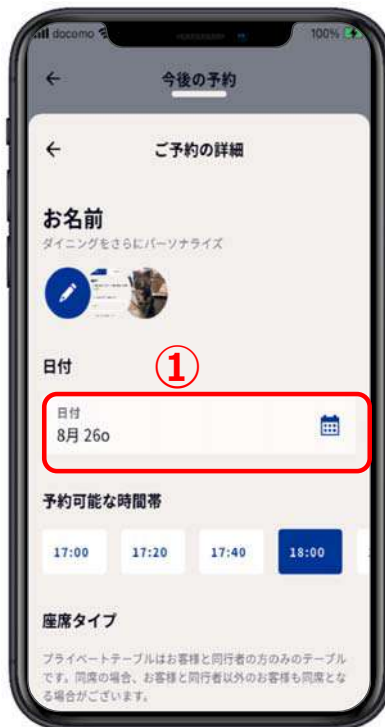 docomo
100%
今後の予約
ご予約の詳細
お名前
ダイニングをさらにパーソナライズ
①
日付
日付
8月 26o
予約可能な時間帯
17:00 17:20 17:40 18:00
座席タイプ
プライベートテーブルはお客様と同行者の方のみのテーブル
です。同席の場合、お客様と同行者以外のお客様も同席とな
る場合がございます。